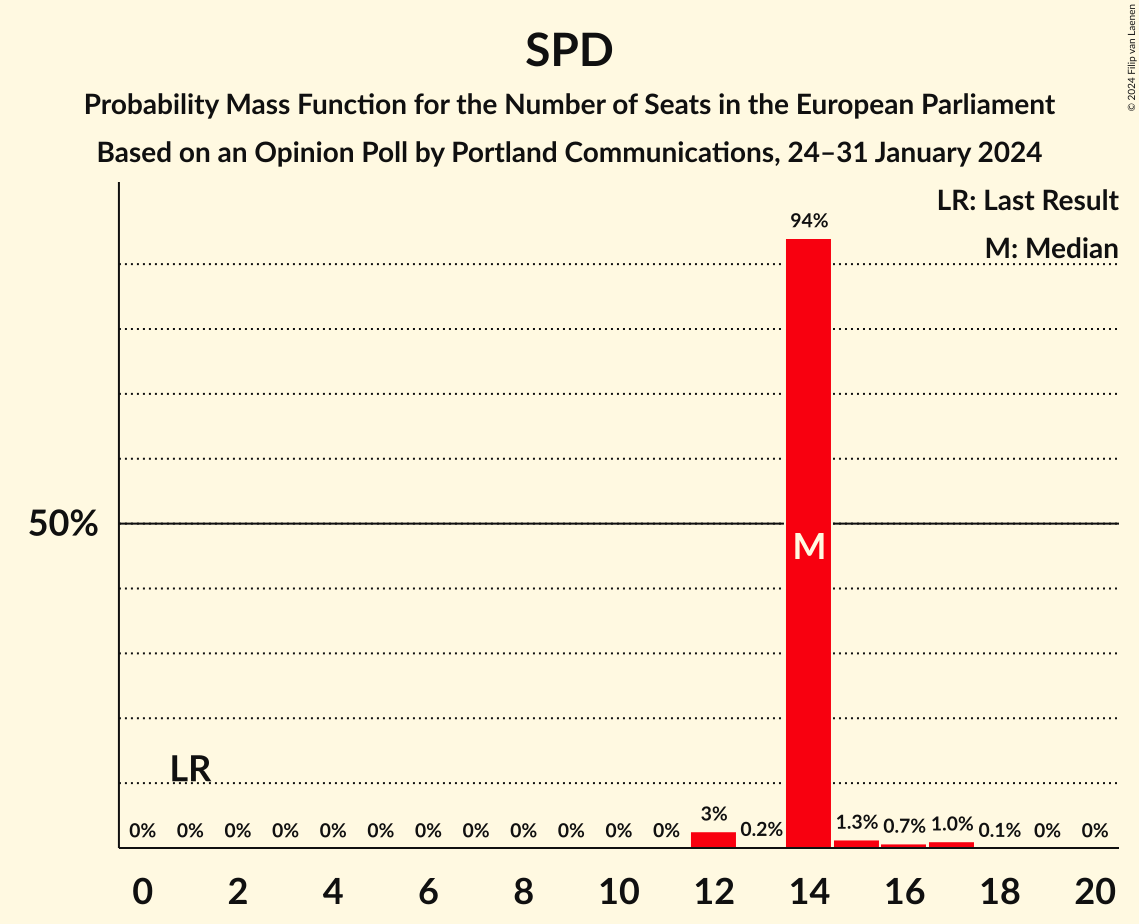 © 2024 Filip van Laenen
SPD
Probability Mass Function for the Number of Seats in the European Parliament
Based on an Opinion Poll by Portland Communications, 24–31 January 2024
LR: Last Result
M: Median
94%
50%
M
LR
0% 0% 0% 0% 0% 0% 0% 0% 0% 0% 0% 0% 3% 0.2% 1.3% 0.7% 1.0% 0.1% 0% 0%
0 2 4 6 8 10 12 14 16 18 20